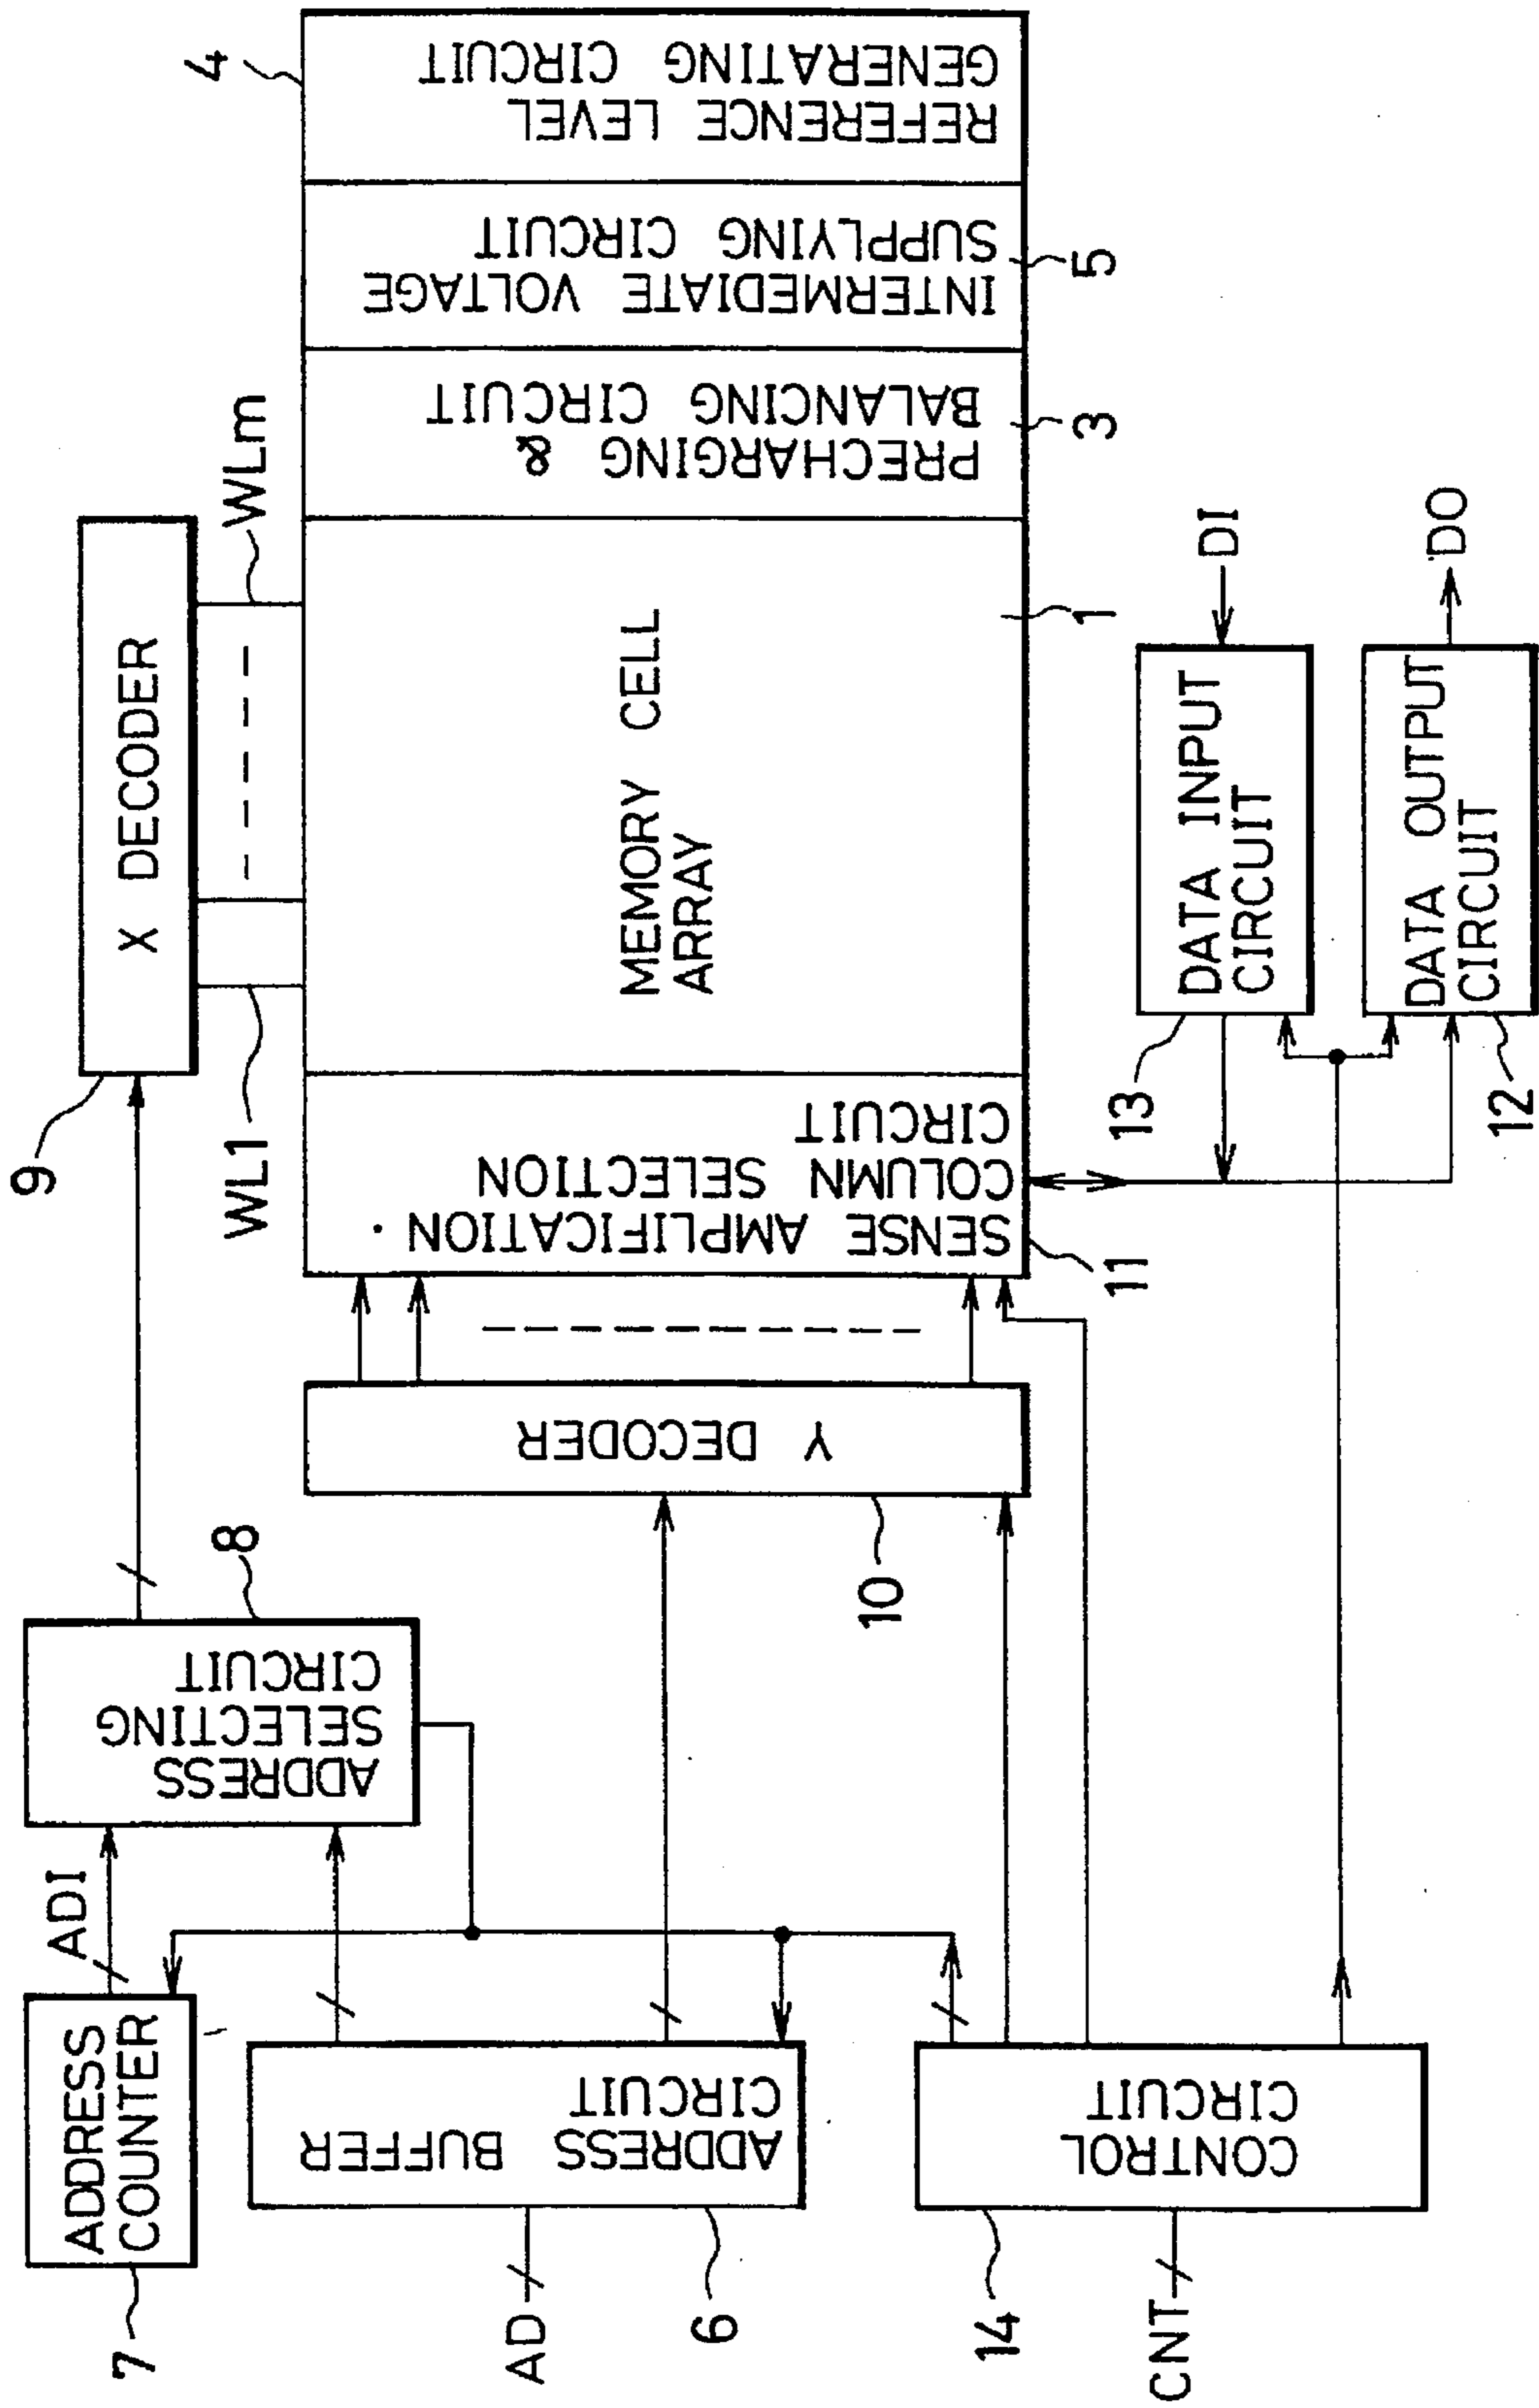 7
ADDRESS
COUNTER
ADI
8
ADDRESS
SELECTING
CIRCUIT
9
X DECODER
WL1
WLm
4
AD
6
ADDRESS BUFFER
CIRCUIT
10
Y DECODER
11
SENSE AMPLIFICATION ·
COLUMN SELECTION
CIRCUIT
MEMORY CELL
ARRAY
1
PRECHARGING &
BALANCING CIRCUIT
3
INTERMEDIATE VOLTAGE
SUPPLYING CIRCUIT
5
REFERENCE LEVEL
GENERATING CIRCUIT
CNT
14
CONTROL
CIRCUIT
13
DATA INPUT
CIRCUIT
DI
12
DATA OUTPUT
CIRCUIT
DO